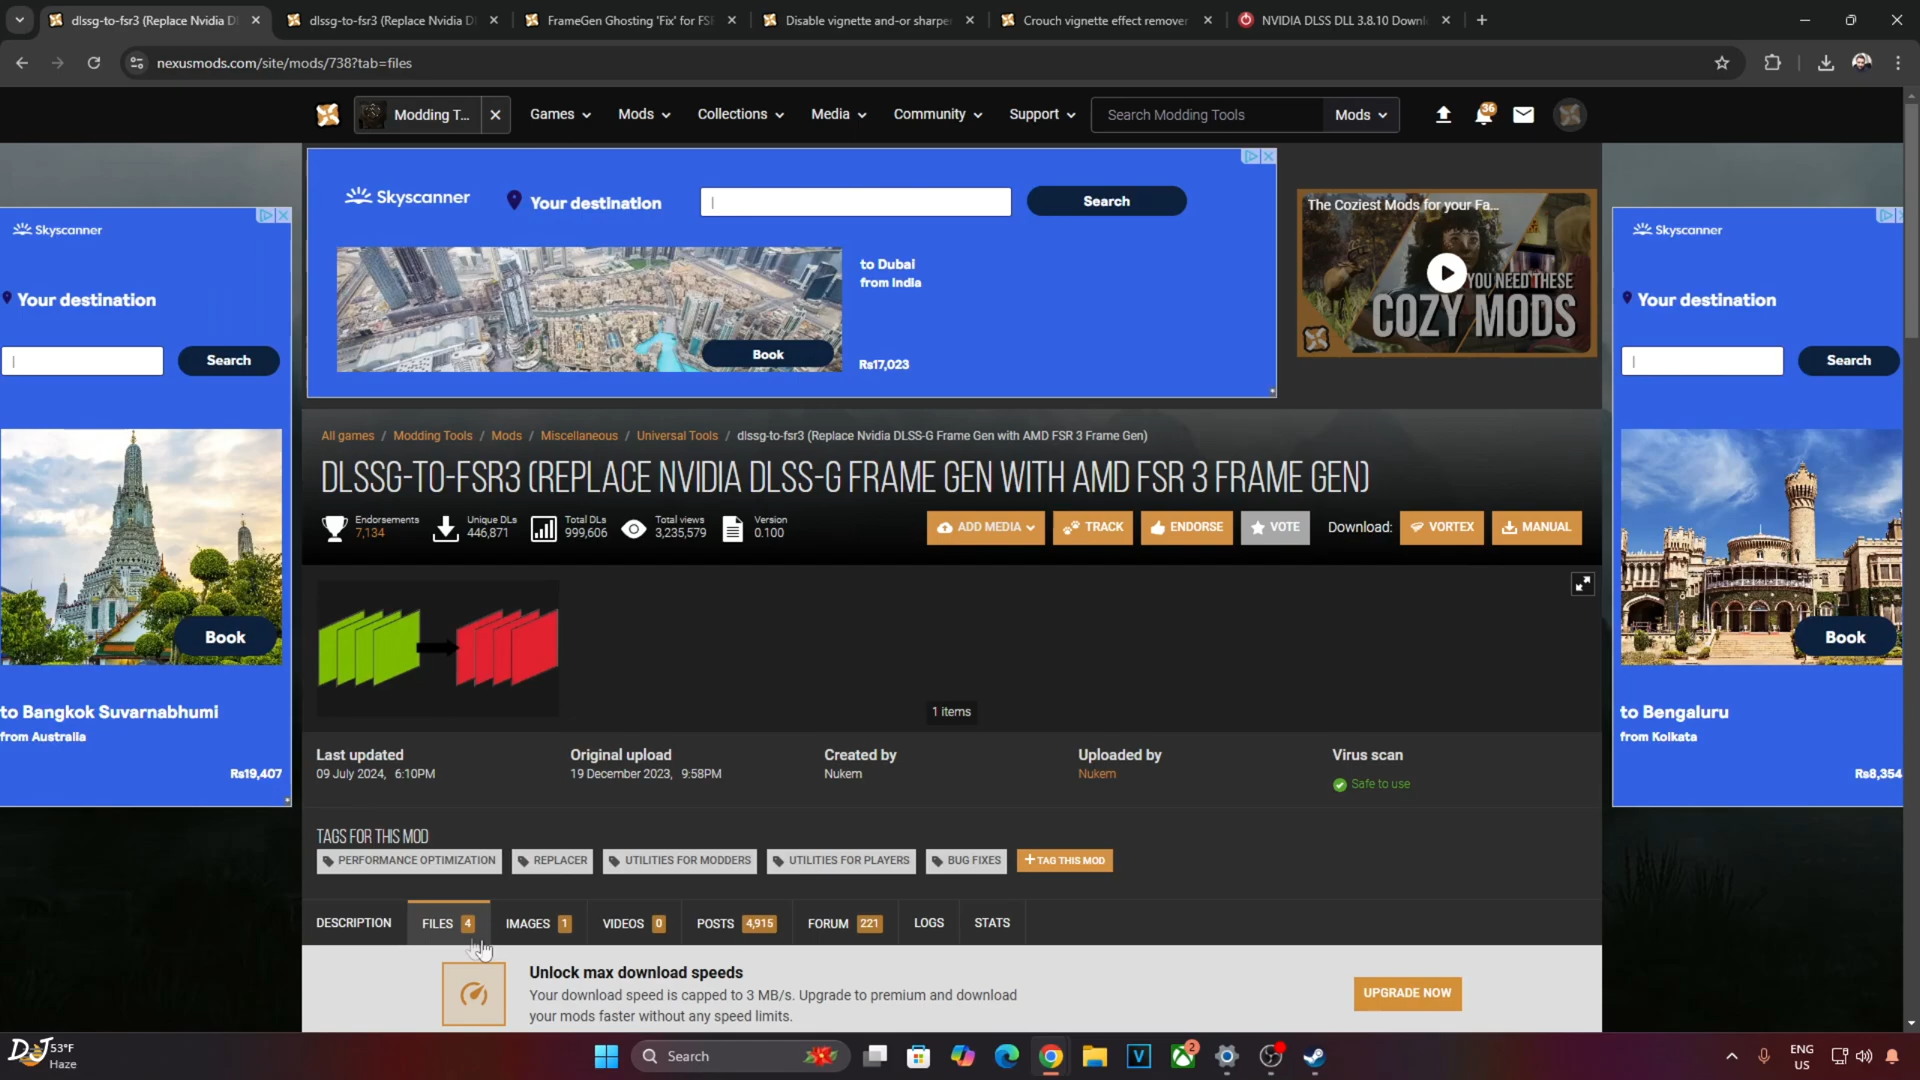 dlssg-to-fsr3 (Replace Nvidia D
dlssg-to-fsr3 (Replace Nvidia D
FrameGen Ghosting 'Fix' for FS
Disable vignette and-or sharpe
Crouch vignette effect remover
NVIDIA DLSS DLL 3.8.10 Downl
nexusmods.com/site/mods/738?tab=files
Modding T...
Games
Mods
Collections
Media
Community
Support
Search Modding Tools
Mods
36
Skyscanner
Your destination
Search
to Dubai
from India
Book
Rs17,023
The Coziest Mods for your Fa...
YOU NEED THESE
COZY MODS
Skyscanner
Your destination
Search
Book
to Bangkok Suvarnabhumi
from Australia
Rs19,407
Skyscanner
Your destination
Search
Book
to Bengaluru
from Kolkata
Rs8,354
All games / Modding Tools / Mods / Miscellaneous / Universal Tools / dlssg-to-fsr3 (Replace Nvidia DLSS-G Frame Gen with AMD FSR 3 Frame Gen)
DLSSG-TO-FSR3 (REPLACE NVIDIA DLSS-G FRAME GEN WITH AMD FSR 3 FRAME GEN)
Endorsements
7,134
Unique DLs
446,871
Total DLs
999,606
Total views
3,235,579
Version
0.100
ADD MEDIA
TRACK
ENDORSE
VOTE
Download:
VORTEX
MANUAL
1 items
Last updated
09 July 2024, 6:10PM
Original upload
19 December 2023, 9:58PM
Created by
Nukem
Uploaded by
Nukem
Virus scan
Safe to use
TAGS FOR THIS MOD
PERFORMANCE OPTIMIZATION
REPLACER
UTILITIES FOR MODDERS
UTILITIES FOR PLAYERS
BUG FIXES
+ TAG THIS MOD
DESCRIPTION
FILES 4
IMAGES 1
VIDEOS 0
POSTS 4,915
FORUM 221
LOGS
STATS
Unlock max download speeds
Your download speed is capped to 3 MB/s. Upgrade to premium and download
your mods faster without any speed limits.
UPGRADE NOW
DJ
53°F
Haze
Search
V
2
ENG
US